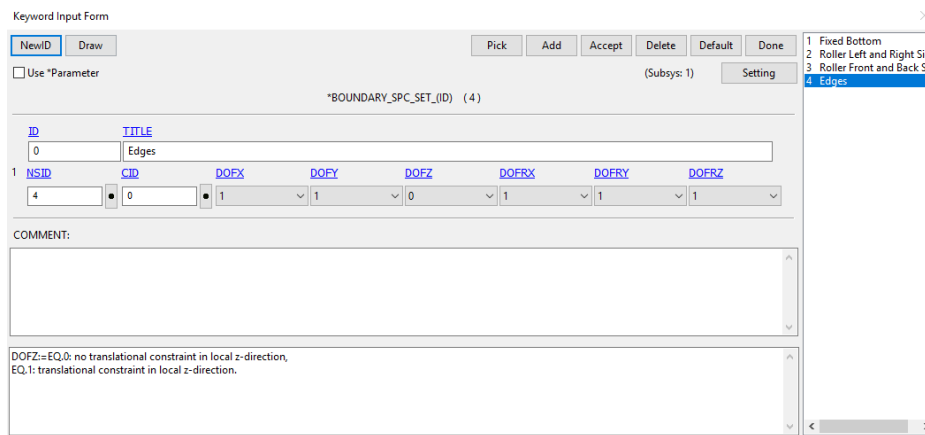 Keyword Input Form
NewID Draw Pick Add Accept Delete Default Done
Use *Parameter (Subsys: 1) Setting
*BOUNDARY_SPC_SET_(ID) (4)
ID TITLE
0 Edges
1 NSID CID DOFX DOFY DOFZ DOFRX DOFRY DOFRZ
4 0 1 1 0 1 1 1
COMMENT:
DOFZ:=EQ.0: no translational constraint in local z-direction,
EQ.1: translational constraint in local z-direction.
1 Fixed Bottom
2 Roller Left and Right Si
3 Roller Front and Back S
4 Edges